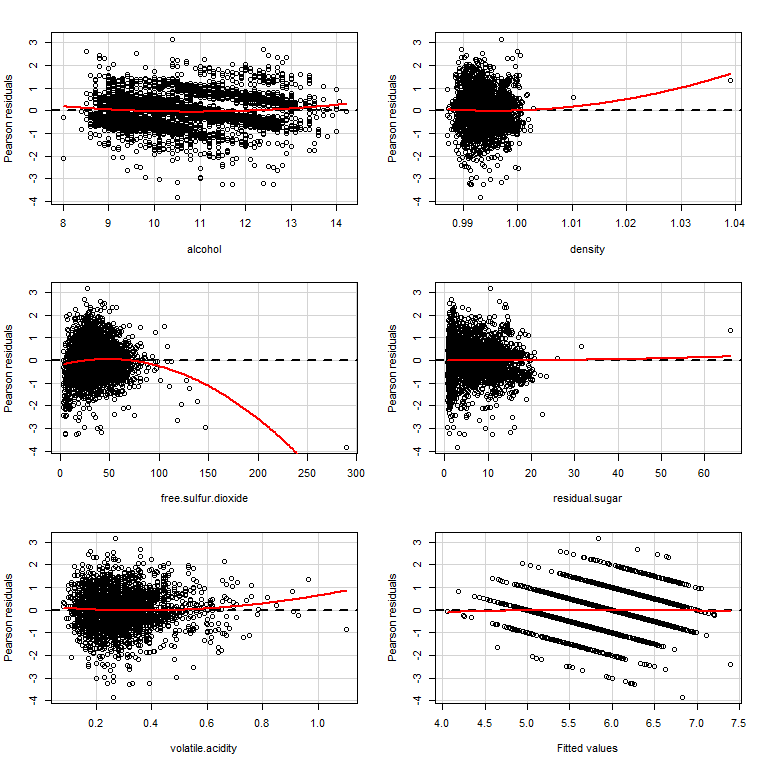 3
2
1
0
-1
-2
-3
-4
Pearson residuals
8 9 10 11 12 13 14
alcohol
3
2
1
0
-1
-2
-3
-4
Pearson residuals
0.99 1.00 1.01 1.02 1.03 1.04
density
3
2
1
0
-1
-2
-3
-4
Pearson residuals
0 50 100 150 200 250 300
free.sulfur.dioxide
3
2
1
0
-1
-2
-3
-4
Pearson residuals
0 10 20 30 40 50 60
residual.sugar
3
2
1
0
-1
-2
-3
-4
Pearson residuals
0.2 0.4 0.6 0.8 1.0
volatile.acidity
3
2
1
0
-1
-2
-3
-4
Pearson residuals
4.0 4.5 5.0 5.5 6.0 6.5 7.0 7.5
Fitted values